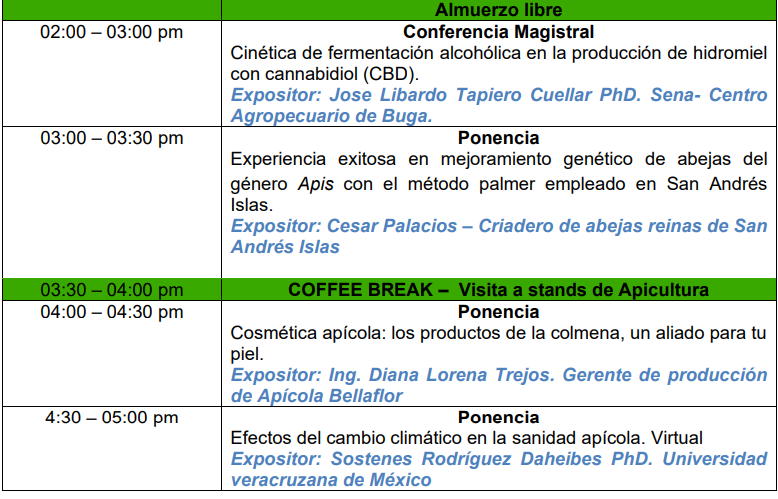 Almuerzo libre
02:00 – 03:00 pm
Conferencia Magistral
Cinética de fermentación alcohólica en la producción de hidromiel
con cannabidiol (CBD).
Expositor: Jose Libardo Tapiero Cuellar PhD. Sena- Centro
Agropecuario de Buga.
03:00 – 03:30 pm
Ponencia
Experiencia exitosa en mejoramiento genético de abejas del
género Apis con el método palmer empleado en San Andrés
Islas.
Expositor: Cesar Palacios – Criadero de abejas reinas de San
Andrés Islas
03:30 – 04:00 pm
COFFEE BREAK – Visita a stands de Apicultura
04:00 – 04:30 pm
Ponencia
Cosmética apícola: los productos de la colmena, un aliado para tu
piel.
Expositor: Ing. Diana Lorena Trejos. Gerente de producción
de Apícola Bellaflor
4:30 – 05:00 pm
Ponencia
Efectos del cambio climático en la sanidad apícola. Virtual
Expositor: Sostenes Rodríguez Daheibes PhD. Universidad
veracruzana de México